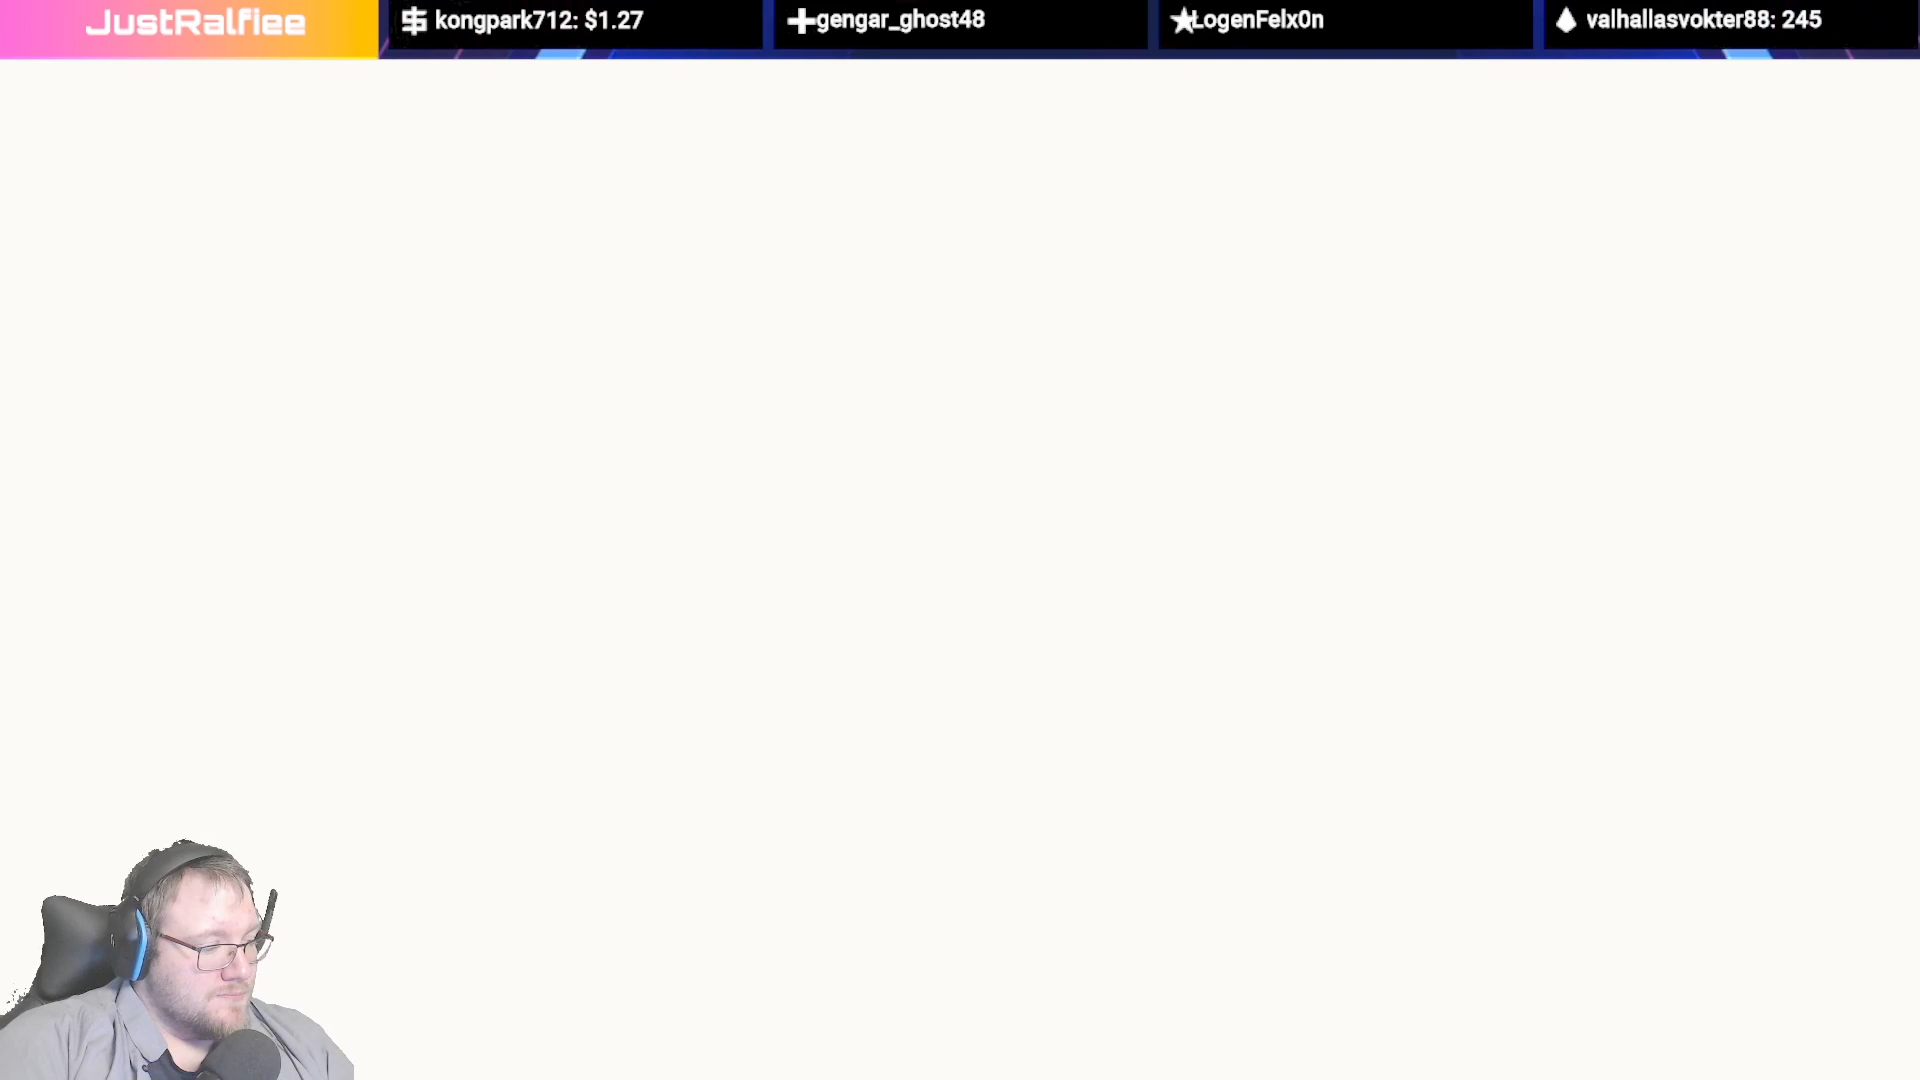 JustRalfiee
kongpark712: $1.27
gengar_ghost48
LogenFelx0n
valhallasvokter88: 245